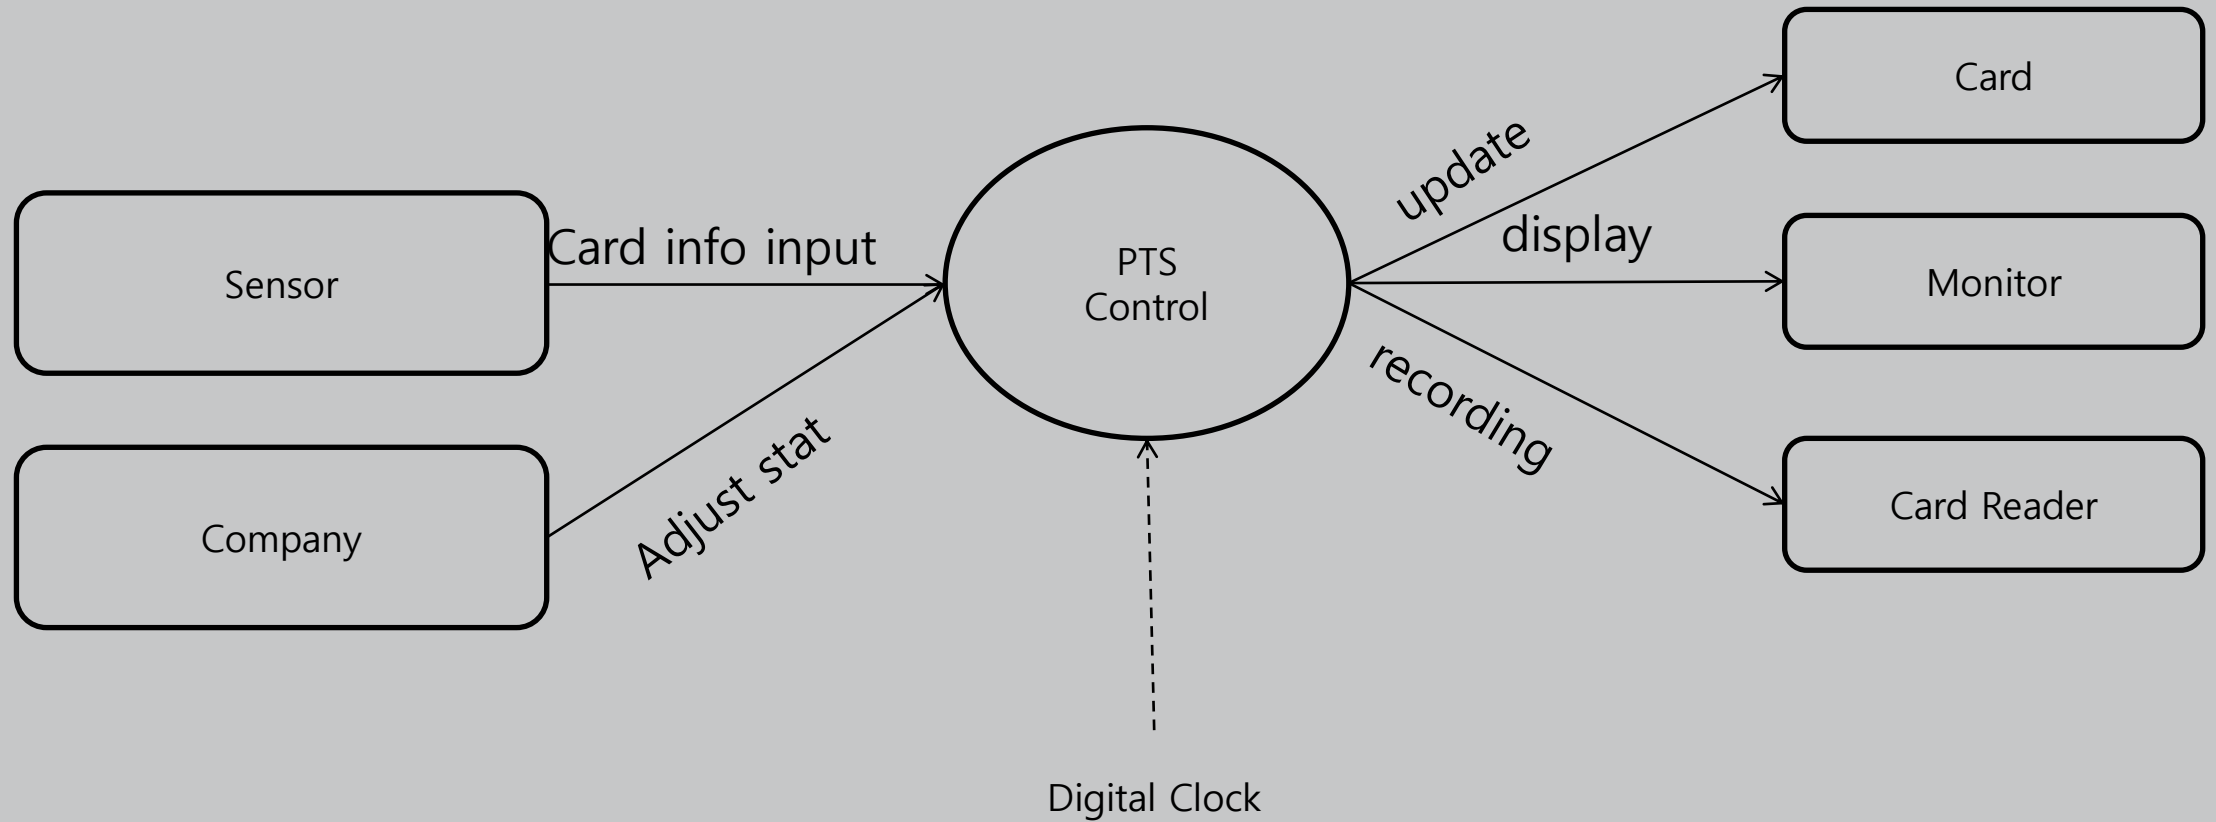 Card
update
display
Sensor
Card info input
PTS
Control
Monitor
recording
Adjust stat
Company
Card Reader
Digital Clock